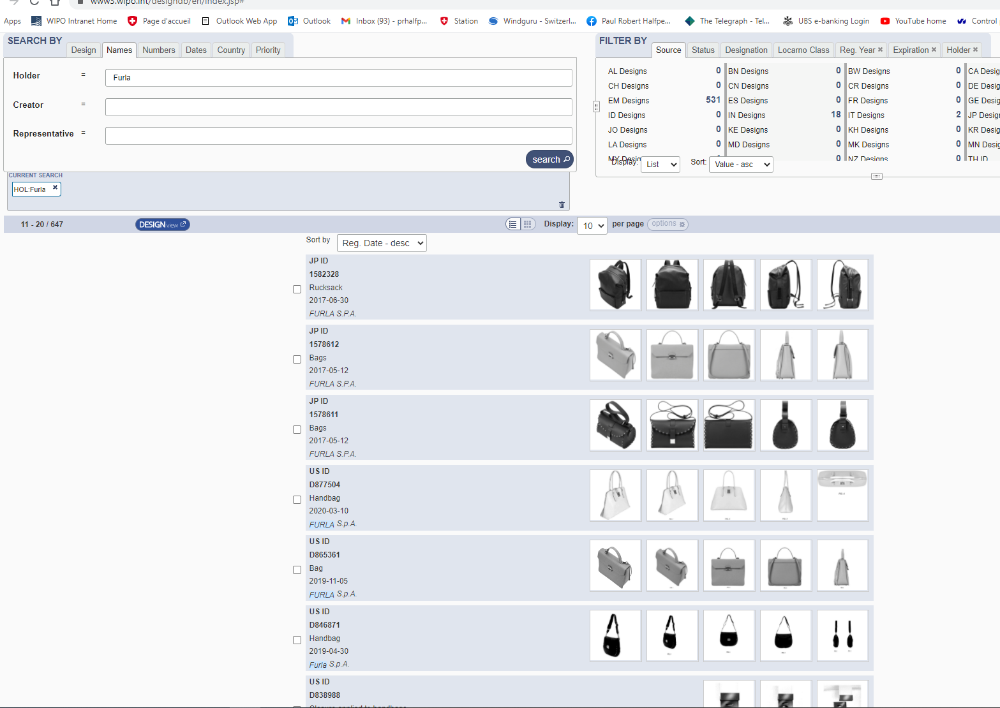 www3.wipo.int/designdb/en/index.jsp#
Apps WIPO Intranet Home Page d'accueil Outlook Web App Outlook Inbox (93) - prhalfp... Station Windguru - Switzerl... Paul Robert Halfpe... The Telegraph - Tel... UBS e-banking Login YouTube home Control
SEARCH BY Design Names Numbers Dates Country Priority
Holder = Furla
Creator =
Representative =
search
CURRENT SEARCH
HOL:Furla
FILTER BY Source Status Designation Locarno Class Reg. Year Expiration Holder
AL Designs 0 BN Designs 0 BW Designs 0 CA Desig
CH Designs 0 CN Designs 0 CR Designs 0 DE Desig
EM Designs 531 ES Designs 0 FR Designs 0 GE Desig
ID Designs 0 IN Designs 18 IT Designs 2 JP Desig
JO Designs 0 KE Designs 0 KH Designs 0 KR Desig
LA Designs 0 MD Designs 0 MK Designs 0 MN Desig
MY Desig 0 NZ Designs 0 TH ID
Display: List Sort: Value - asc
11 - 20 / 647 DESIGNview Display: 10 per page options
Sort by Reg. Date - desc
JP ID
1582328
Rucksack
2017-06-30
FURLA S.P.A.
JP ID
1578612
Bags
2017-05-12
FURLA S.P.A.
JP ID
1578611
Bags
2017-05-12
FURLA S.P.A.
US ID
D877504
Handbag
2020-03-10
FURLA S.p.A.
US ID
D865361
Bag
2019-11-05
FURLA S.p.A.
US ID
D846871
Handbag
2019-04-30
Furla S.p.A.
US ID
D838988
Closure applied to handbags